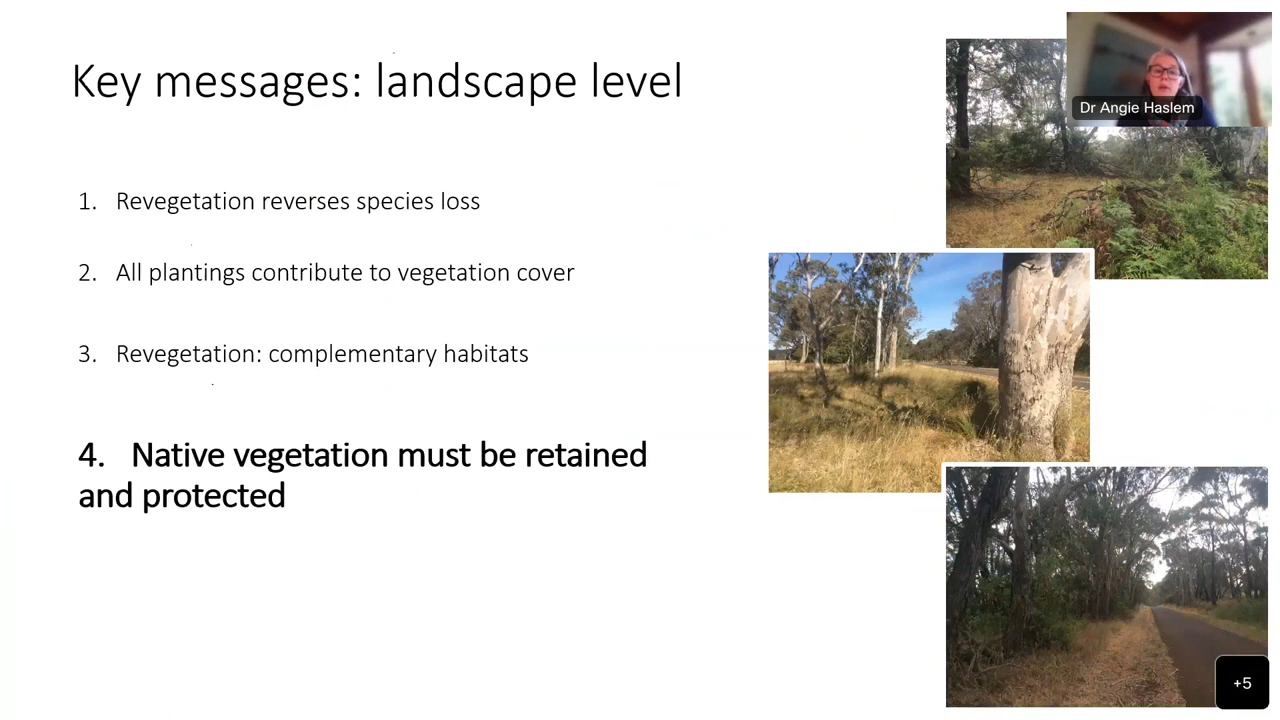 Key messages: landscape level
Dr Angie Haslem
1. Revegetation reverses species loss
2. All plantings contribute to vegetation cover
3. Revegetation: complementary habitats
4. Native vegetation must be retained
and protected
+5